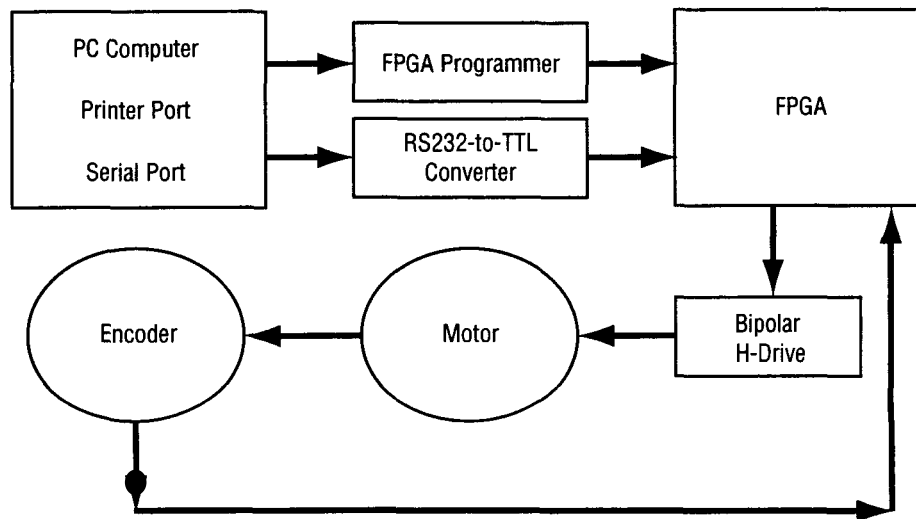 PC Computer
Printer Port
Serial Port
FPGA Programmer
RS232-to-TTL
Converter
FPGA
Encoder
Motor
Bipolar
H-Drive